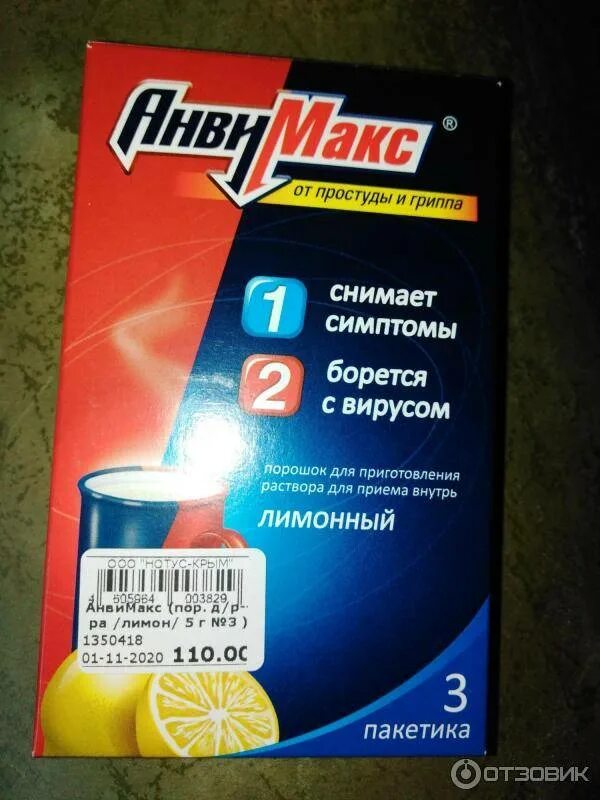 АнвиМакс ®
от простуды и гриппа
1 снимает
симптомы
2 борется
с вирусом
порошок для приготовления
раствора для приема внутрь
ЛИМОННЫЙ
ООО "НОТУС-КРЫМ"
4 605964 003829
АнвиМакс (пор. д/р-
ра /лимон/ 5 г №3 )
1350418
01-11-2020 110.00
3
пакетика
ОТЗОВИК